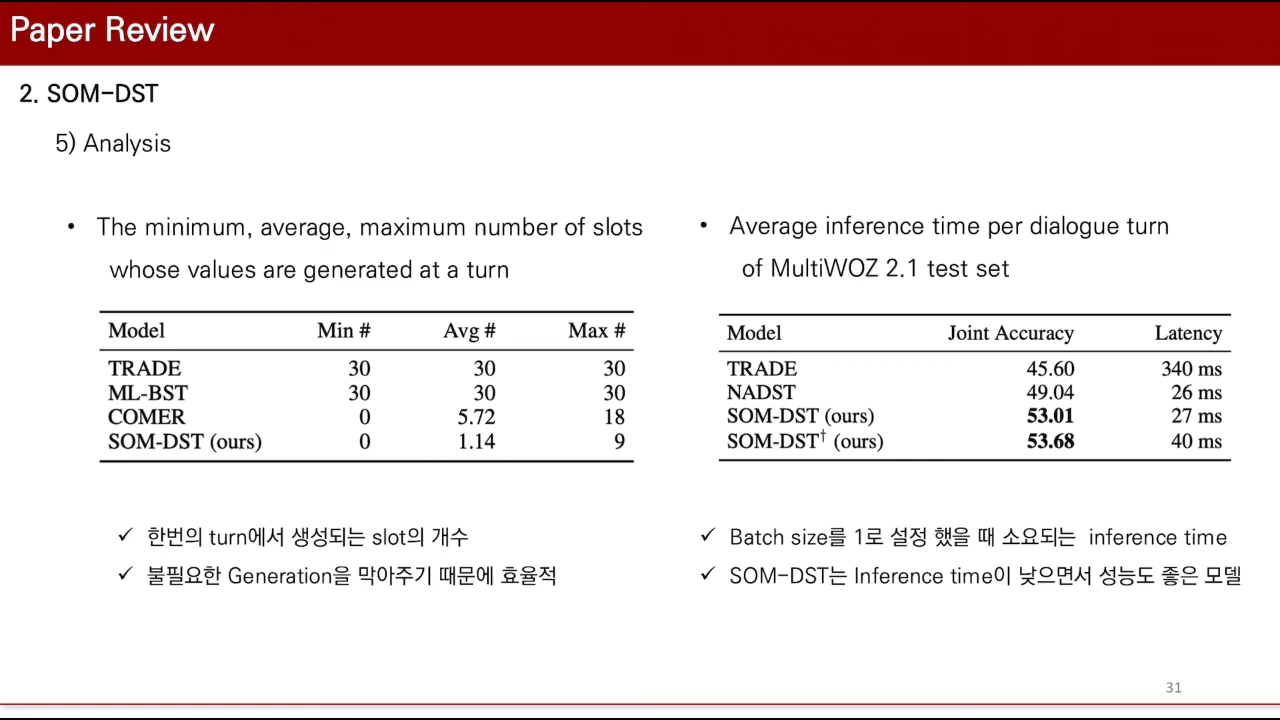 Paper Review
2. SOM-DST
5) Analysis
• The minimum, average, maximum number of slots
whose values are generated at a turn
Model Min # Avg # Max #
TRADE 30 30 30
ML-BST 30 30 30
COMER 0 5.72 18
SOM-DST (ours) 0 1.14 9
✓ 한번의 turn에서 생성되는 slot의 개수
✓ 불필요한 Generation을 막아주기 때문에 효율적
• Average inference time per dialogue turn
of MultiWOZ 2.1 test set
Model Joint Accuracy Latency
TRADE 45.60 340 ms
NADST 49.04 26 ms
SOM-DST (ours) 53.01 27 ms
SOM-DST† (ours) 53.68 40 ms
✓ Batch size를 1로 설정 했을 때 소요되는 inference time
✓ SOM-DST는 Inference time이 낮으면서 성능도 좋은 모델
31